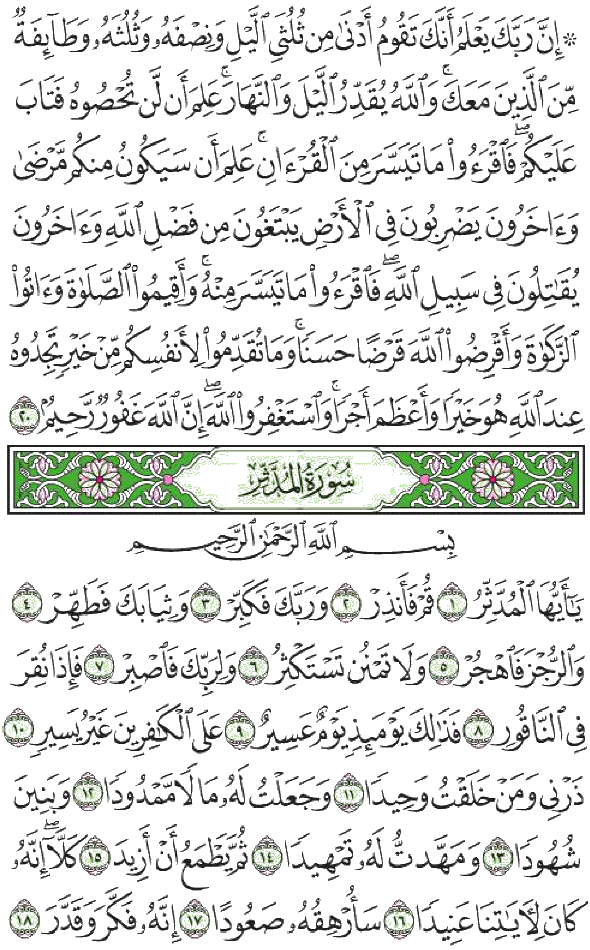 ۞ إِنَّ رَبَّكَ يَعْلَمُ أَنَّكَ تَقُومُ أَدْنَىٰ مِن ثُلُثَىِ ٱلَّيْلِ وَنِصْفَهُۥ وَثُلُثَهُۥ وَطَآئِفَةٌ
مِّنَ ٱلَّذِينَ مَعَكَ ۚ وَٱللَّهُ يُقَدِّرُ ٱلَّيْلَ وَٱلنَّهَارَ ۚ عَلِمَ أَن لَّن تُحْصُوهُ فَتَابَ
عَلَيْكُمْ ۖ فَٱقْرَءُوا۟ مَا تَيَسَّرَ مِنَ ٱلْقُرْءَانِ ۚ عَلِمَ أَن سَيَكُونُ مِنكُم مَّرْضَىٰ
وَءَاخَرُونَ يَضْرِبُونَ فِى ٱلْأَرْضِ يَبْتَغُونَ مِن فَضْلِ ٱللَّهِ وَءَاخَرُونَ
يُقَٰتِلُونَ فِى سَبِيلِ ٱللَّهِ ۖ فَٱقْرَءُوا۟ مَا تَيَسَّرَ مِنْهُ ۚ وَأَقِيمُوا۟ ٱلصَّلَوٰةَ وَءَاتُوا۟
ٱلزَّكَوٰةَ وَأَقْرِضُوا۟ ٱللَّهَ قَرْضًا حَسَنًا ۚ وَمَا تُقَدِّمُوا۟ لِأَنفُسِكُم مِّنْ خَيْرٍ تَجِدُوهُ
عِندَ ٱللَّهِ هُوَ خَيْرًا وَأَعْظَمَ أَجْرًا ۚ وَٱسْتَغْفِرُوا۟ ٱللَّهَ ۖ إِنَّ ٱللَّهَ غَفُورٌ رَّحِيمٌۢ ٢٠
سُورَةُ المُدَّثِّرِ
بِسْمِ ٱللَّهِ ٱلرَّحْمَٰنِ ٱلرَّحِيمِ
يَٰٓأَيُّهَا ٱلْمُدَّثِّرُ ١ قُمْ فَأَنذِرْ ٢ وَرَبَّكَ فَكَبِّرْ ٣ وَثِيَابَكَ فَطَهِّرْ ٤
وَٱلرُّجْزَ فَٱهْجُرْ ٥ وَلَا تَمْنُن تَسْتَكْثِرُ ٦ وَلِرَبِّكَ فَٱصْبِرْ ٧ فَإِذَا نُقِرَ
فِى ٱلنَّاقُورِ ٨ فَذَٰلِكَ يَوْمَئِذٍ يَوْمٌ عَسِيرٌ ٩ عَلَى ٱلْكَٰفِرِينَ غَيْرُ يَسِيرٍ ١٠
ذَرْنِى وَمَنْ خَلَقْتُ وَحِيدًا ١١ وَجَعَلْتُ لَهُۥ مَالًا مَّمْدُودًا ١٢ وَبَنِينَ
شُهُودًا ١٣ وَمَهَّدتُّ لَهُۥ تَمْهِيدًا ١٤ ثُمَّ يَطْمَعُ أَنْ أَزِيدَ ١٥ كَلَّآ ۖ إِنَّهُۥ
كَانَ لِءَايَٰتِنَا عَنِيدًا ١٦ سَأُرْهِقُهُۥ صَعُودًا ١٧ إِنَّهُۥ فَكَّرَ وَقَدَّرَ ١٨